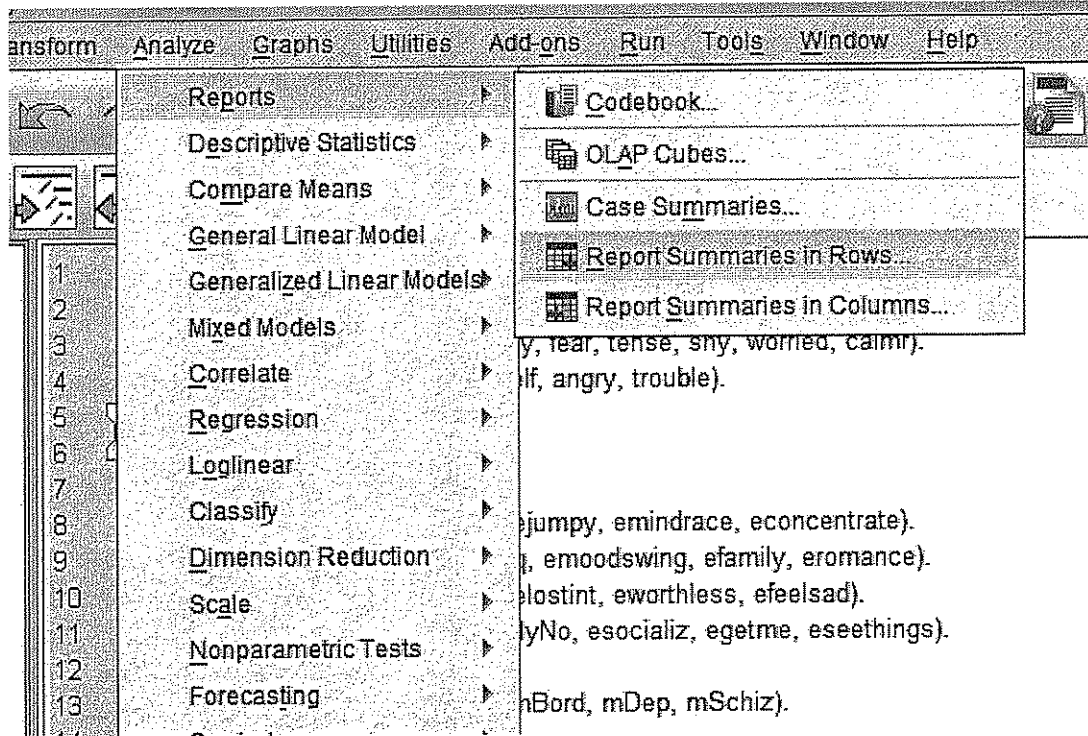 ansform Analyze Graphs Utilities Add-ons Run Tools Window Help
Reports
Descriptive Statistics
Compare Means
General Linear Model
Generalized Linear Models
Mixed Models
Correlate
Regression
Loglinear
Classify
Dimension Reduction
Scale
Nonparametric Tests
Forecasting
Codebook...
OLAP Cubes...
Case Summaries...
Report Summaries in Rows...
Report Summaries in Columns...
1
2
3
4
5
6
7
8
9
10
11
12
13
y, fear, tense, shy, worried, calmr).
lf, angry, trouble).
ejumpy, emindrace, econcentrate).
, emoodswing, efamily, eromance).
elostint, eworthless, efeelsad).
lyNo, esocializ, egetme, eseethings).
nBord, mDep, mSchiz).